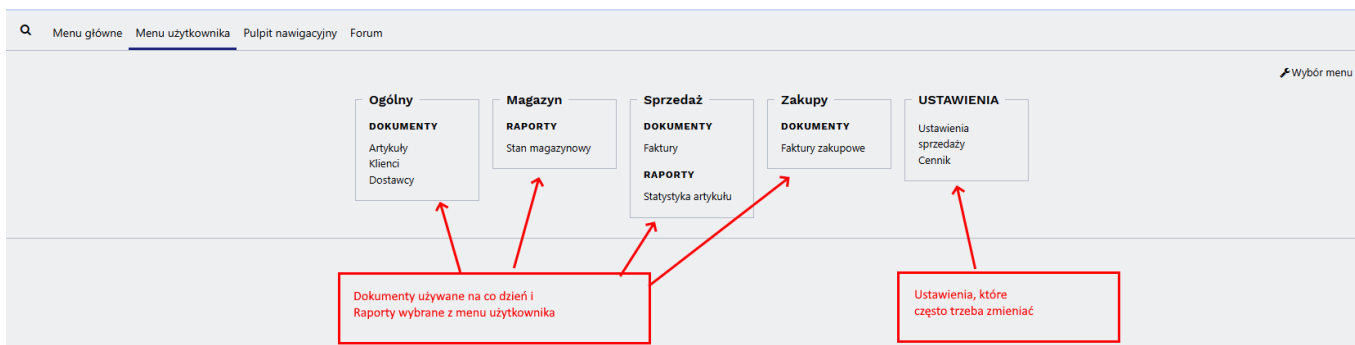 Menu główne Menu użytkownika Pulpit nawigacyjny Forum
Wybór menu
Ogólny
DOKUMENTY
Artykuły
Klienci
Dostawcy
Magazyn
RAPORTY
Stan magazynowy
Sprzedaż
DOKUMENTY
Faktury
RAPORTY
Statystyka artykułu
Zakupy
DOKUMENTY
Faktury zakupowe
USTAWIENIA
Ustawienia
sprzedaży
Cennik
Dokumenty używane na co dzień i
Raporty wybrane z menu użytkownika
Ustawienia, które
często trzeba zmieniać